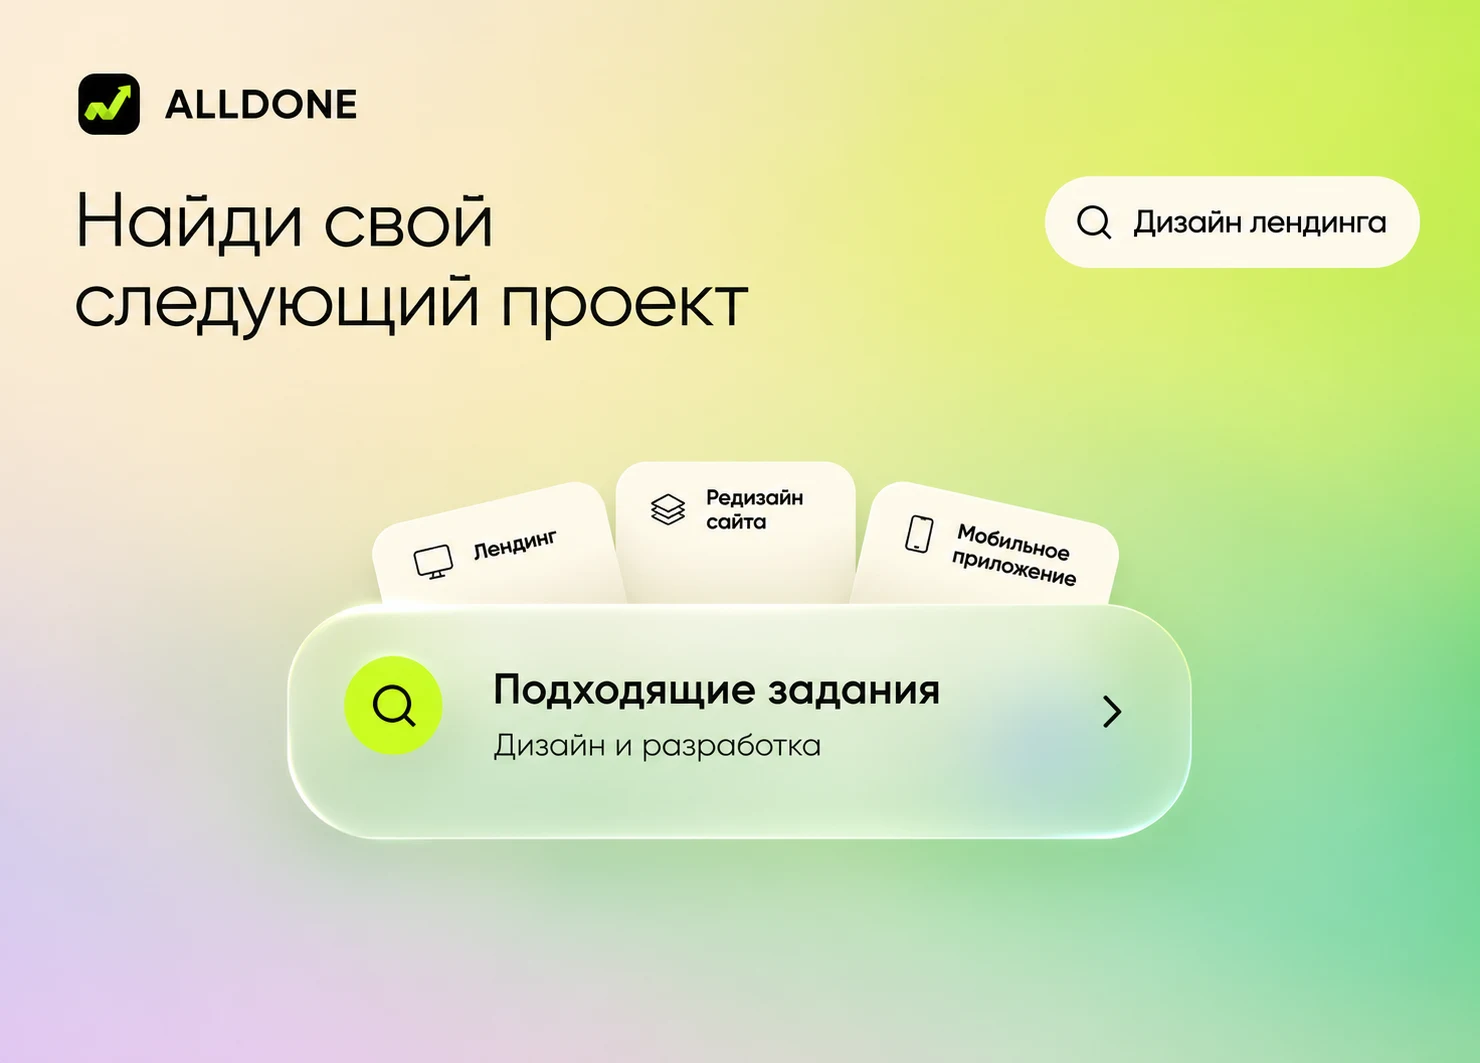 ALLDONE
Найди свой
следующий проект
Дизайн лендинга
Лендинг
Редизайн
сайта
Мобильное
приложение
Подходящие задания
Дизайн и разработка